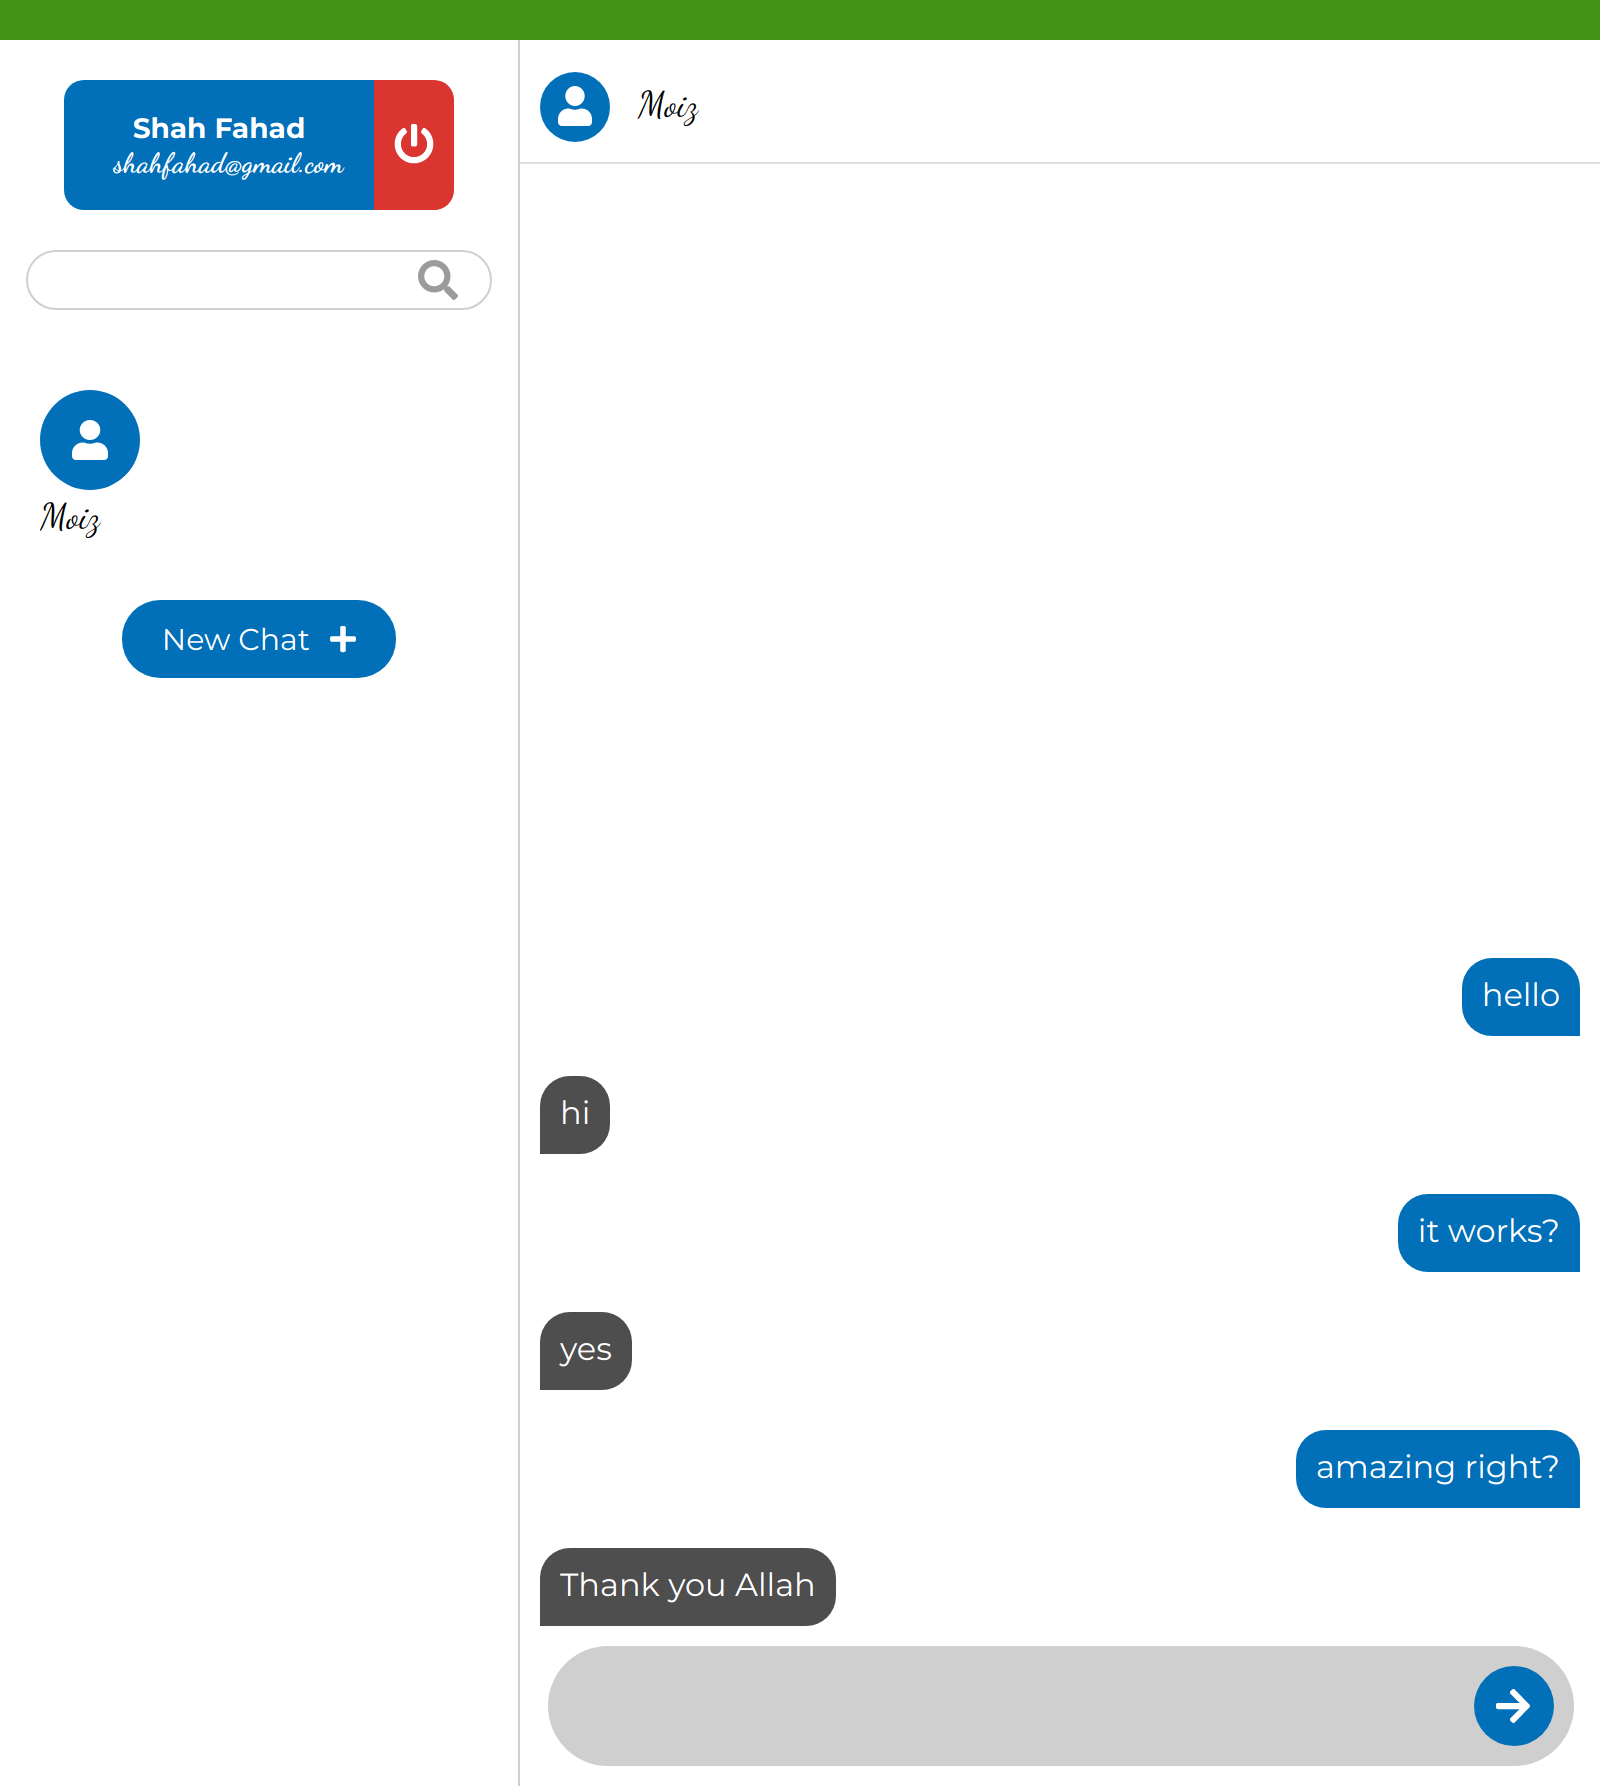 Shah Fahad
shahfahad@gmail.com
Moiz
New Chat
Moiz
hello
hi
it works?
yes
amazing right?
Thank you Allah